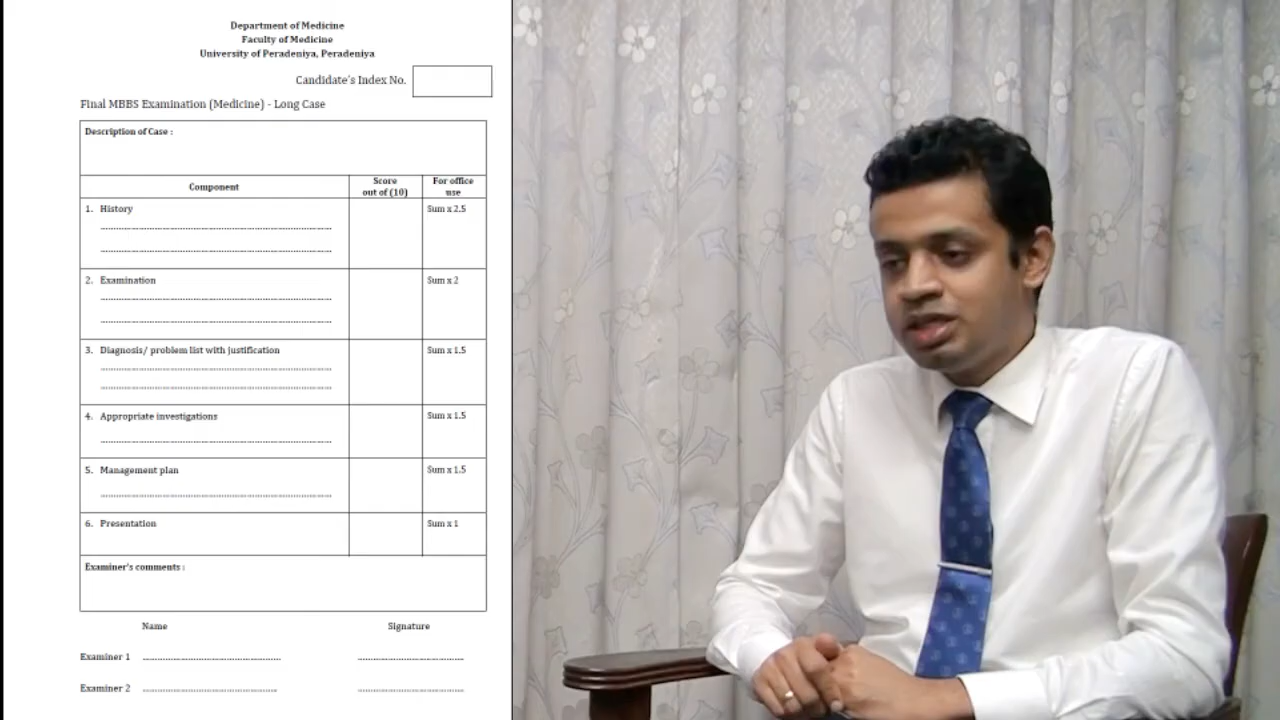 Department of Medicine
Faculty of Medicine
University of Peradeniya, Peradeniya
Candidate's Index No.
Final MBBS Examination (Medicine) - Long Case
Description of Case :
Component Score out of (10) For office use
1. History Sum x 2.5
2. Examination Sum x 2
3. Diagnosis/ problem list with justification Sum x 1.5
4. Appropriate investigations Sum x 1.5
5. Management plan Sum x 1.5
6. Presentation Sum x 1
Examiner's comments :
Name Signature
Examiner 1
Examiner 2